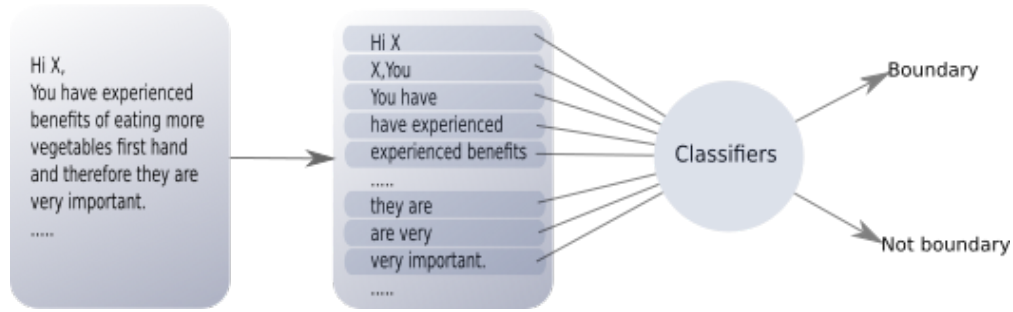 Hi X,
You have experienced
benefits of eating more
vegetables first hand
and therefore they are
very important.
.....
Hi X
X,You
You have
have experienced
experienced benefits
.....
they are
are very
very important.
.....
Classifiers
Boundary
Not boundary